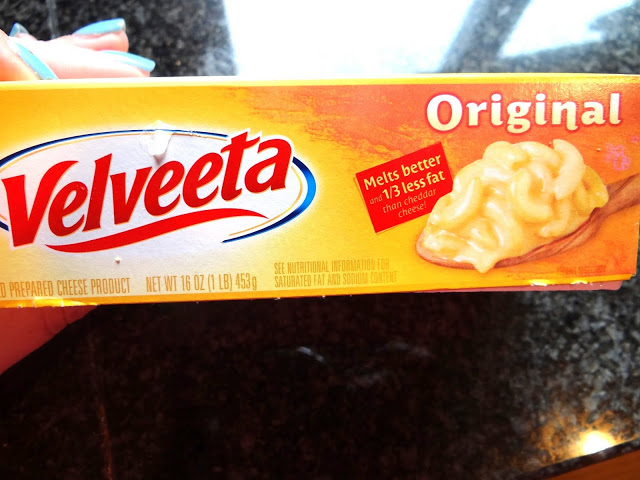 Original
Velveeta
Melts better
and 1/3 less fat
than cheddar
cheese!
D PREPARED CHEESE PRODUCT NET WT 16 OZ (1 LB) 453g
SEE NUTRITIONAL INFORMATION FOR
SATURATED FAT AND SODIUM CONTENT